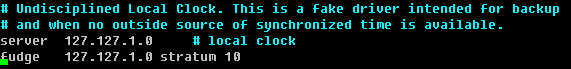 # Undisciplined Local Clock. This is a fake driver intended for backup
# and when no outside source of synchronized time is available.
server  127.127.1.0     # local clock
fudge   127.127.1.0 stratum 10